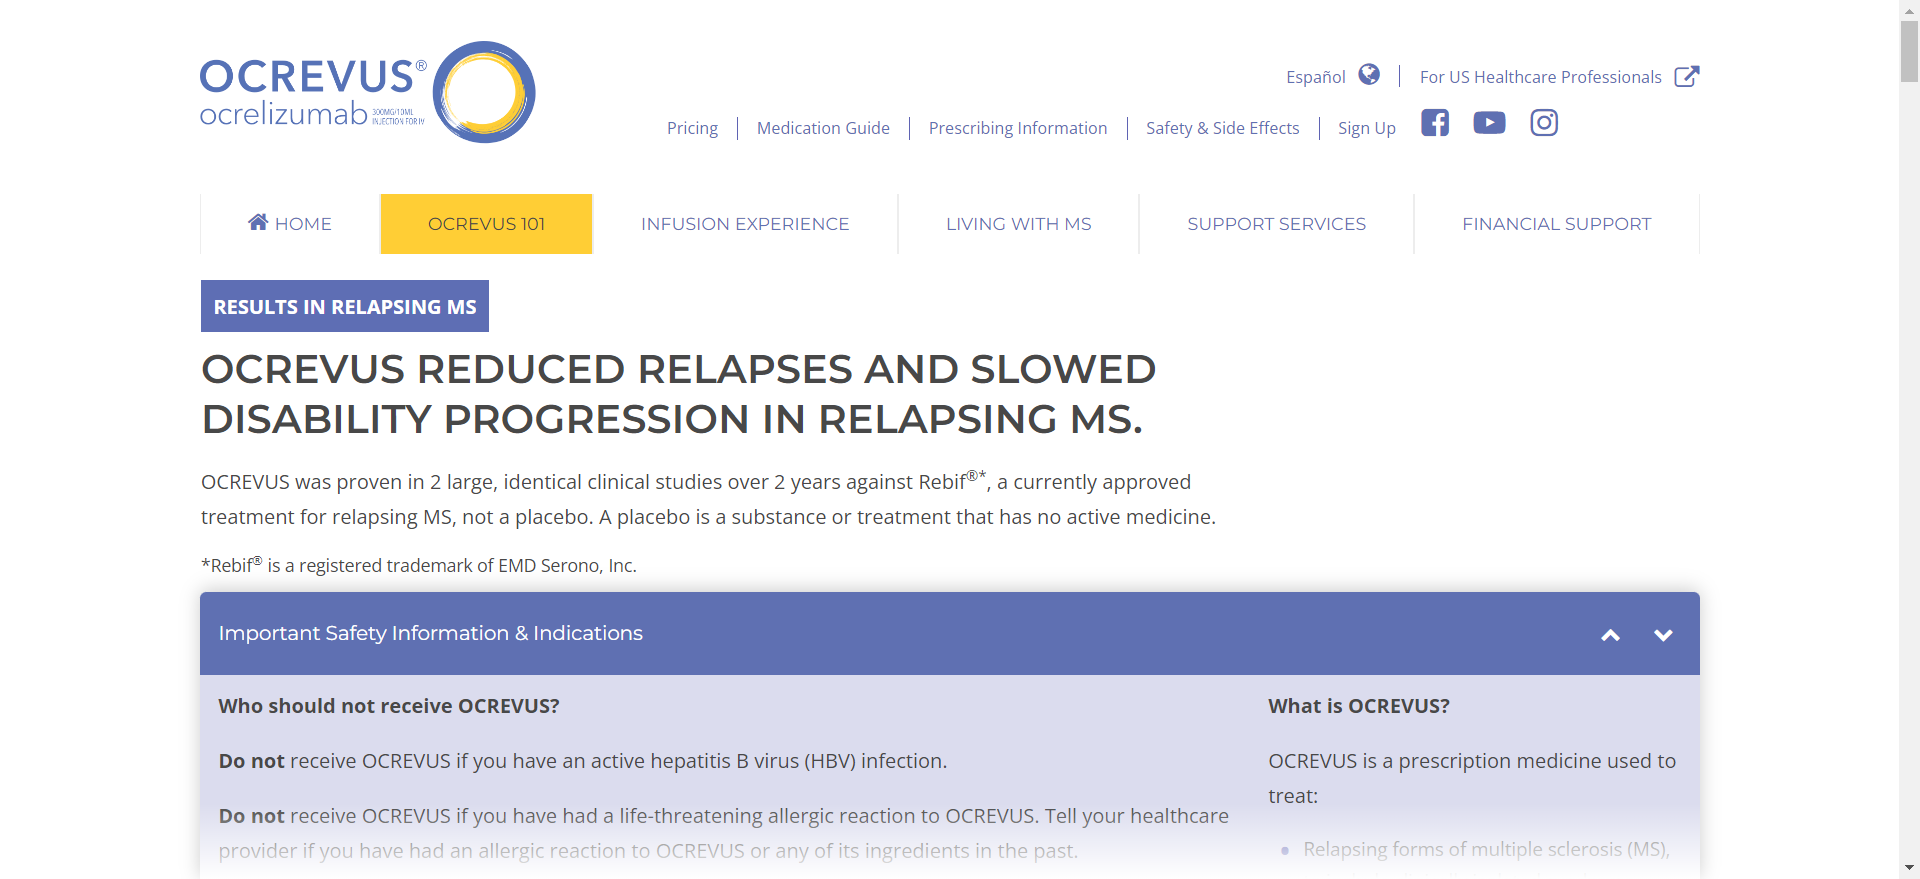 OCREVUS®
ocrelizumab 300MG/10ML
INJECTION FOR IV
Español
For US Healthcare Professionals
Pricing
Medication Guide
Prescribing Information
Safety & Side Effects
Sign Up
HOME
OCREVUS 101
INFUSION EXPERIENCE
LIVING WITH MS
SUPPORT SERVICES
FINANCIAL SUPPORT
RESULTS IN RELAPSING MS
OCREVUS REDUCED RELAPSES AND SLOWED
DISABILITY PROGRESSION IN RELAPSING MS.
OCREVUS was proven in 2 large, identical clinical studies over 2 years against Rebif®*, a currently approved
treatment for relapsing MS, not a placebo. A placebo is a substance or treatment that has no active medicine.
*Rebif® is a registered trademark of EMD Serono, Inc.
Important Safety Information & Indications
Who should not receive OCREVUS?
Do not receive OCREVUS if you have an active hepatitis B virus (HBV) infection.
Do not receive OCREVUS if you have had a life-threatening allergic reaction to OCREVUS. Tell your healthcare
provider if you have had an allergic reaction to OCREVUS or any of its ingredients in the past.
What is OCREVUS?
OCREVUS is a prescription medicine used to
treat:
Relapsing forms of multiple sclerosis (MS),